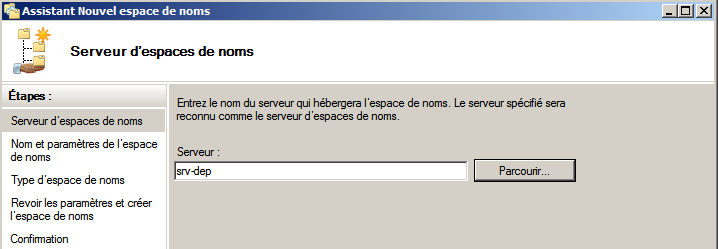 Assistant Nouvel espace de noms
Serveur d'espaces de noms
Étapes :
Serveur d'espaces de noms
Nom et paramètres de l'espace
de noms
Type d'espace de noms
Revoir les paramètres et créer
l'espace de noms
Confirmation
Entrez le nom du serveur qui hébergera l'espace de noms. Le serveur spécifié sera
reconnu comme le serveur d'espaces de noms.
Serveur :
srv-dep
Parcourir...